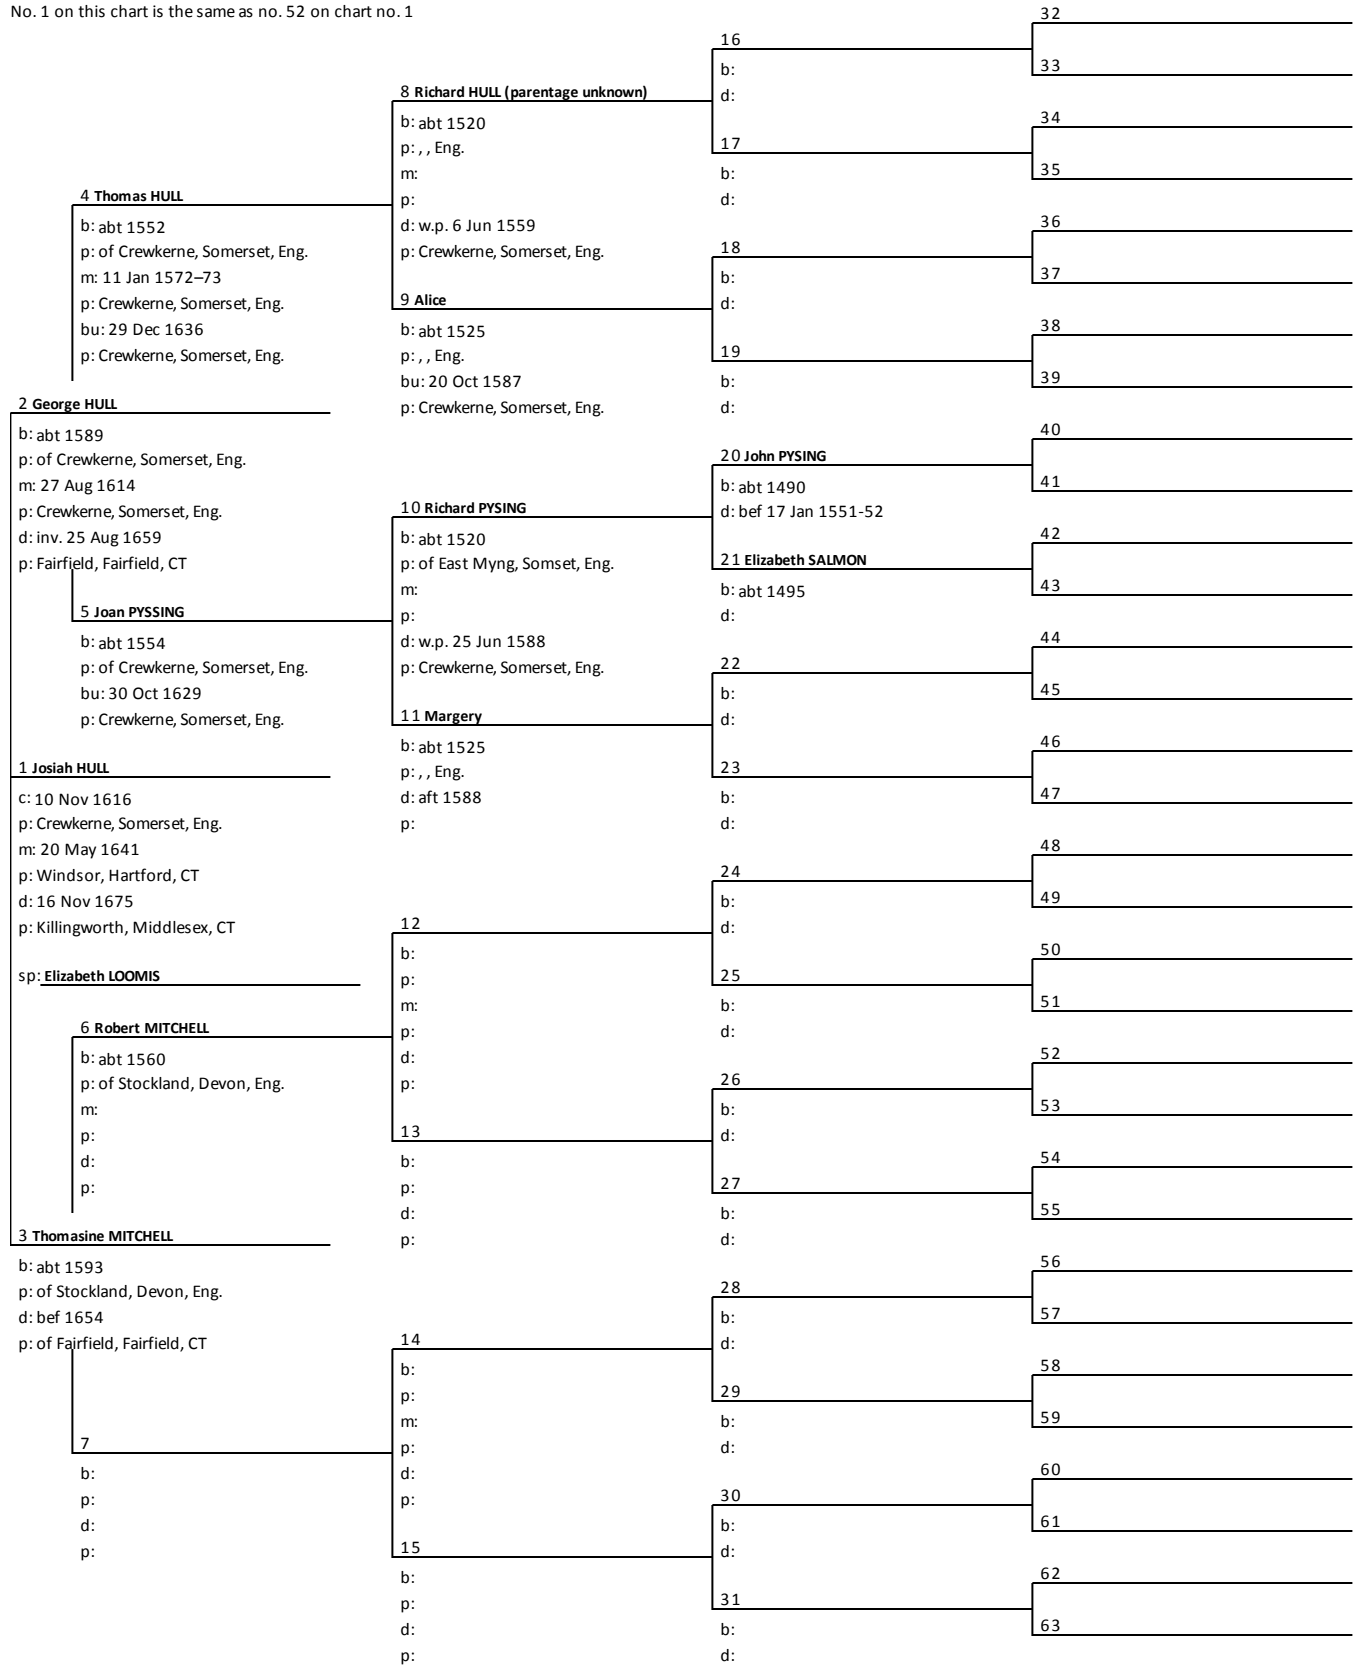 No. 1 on this chart is the same as no. 52 on chart no. 1
4 Thomas HULL
b: abt 1552
p: of Crewkerne, Somerset, Eng.
m: 11 Jan 1572–73
p: Crewkerne, Somerset, Eng.
bu: 29 Dec 1636
p: Crewkerne, Somerset, Eng.
2 George HULL
b: abt 1589
p: of Crewkerne, Somerset, Eng.
m: 27 Aug 1614
p: Crewkerne, Somerset, Eng.
d: inv. 25 Aug 1659
p: Fairfield, Fairfield, CT
5 Joan PYSSING
b: abt 1554
p: of Crewkerne, Somerset, Eng.
bu: 30 Oct 1629
p: Crewkerne, Somerset, Eng.
1 Josiah HULL
c: 10 Nov 1616
p: Crewkerne, Somerset, Eng.
m: 20 May 1641
p: Windsor, Hartford, CT
d: 16 Nov 1675
p: Killingworth, Middlesex, CT
sp: Elizabeth LOOMIS
6 Robert MITCHELL
b: abt 1560
p: of Stockland, Devon, Eng.
m:
p:
d:
p:
3 Thomasine MITCHELL
b: abt 1593
p: of Stockland, Devon, Eng.
d: bef 1654
p: of Fairfield, Fairfield, CT
7
b:
p:
d:
p:
8 Richard HULL (parentage unknown)
b: abt 1520
p: , , Eng.
m:
p:
d: w.p. 6 Jun 1559
p: Crewkerne, Somerset, Eng.
9 Alice
b: abt 1525
p: , , Eng.
bu: 20 Oct 1587
p: Crewkerne, Somerset, Eng.
10 Richard PYSING
b: abt 1520
p: of East Myng, Somset, Eng.
m:
p:
d: w.p. 25 Jun 1588
p: Crewkerne, Somerset, Eng.
11 Margery
b: abt 1525
p: , , Eng.
d: aft 1588
p:
12
b:
p:
m:
p:
d:
p:
13
b:
p:
d:
p:
14
b:
p:
m:
p:
d:
p:
15
b:
p:
d:
p:
16
b:
d:
17
b:
d:
18
b:
d:
19
b:
d:
20 John PYSING
b: abt 1490
d: bef 17 Jan 1551-52
21 Elizabeth SALMON
b: abt 1495
d:
22
b:
d:
23
b:
d:
24
b:
d:
25
b:
d:
26
b:
d:
27
b:
d:
28
b:
d:
29
b:
d:
30
b:
d:
31
b:
d:
32
33
34
35
36
37
38
39
40
41
42
43
44
45
46
47
48
49
50
51
52
53
54
55
56
57
58
59
60
61
62
63